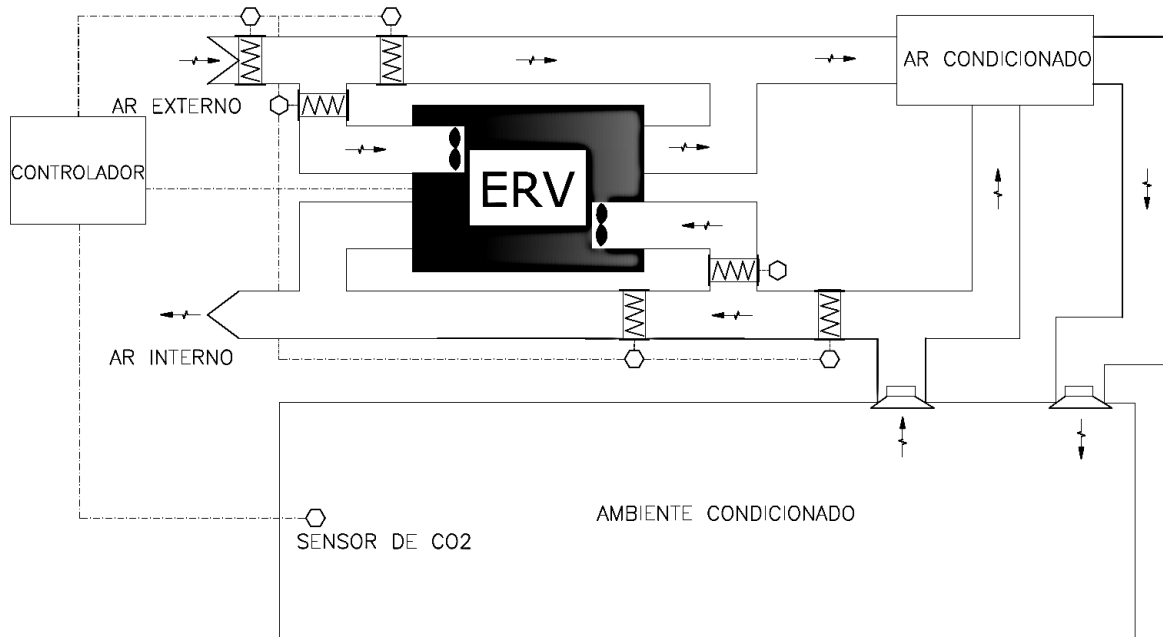 AR CONDICIONADO
AR EXTERNO
CONTROLADOR
ERV
AR INTERNO
AMBIENTE CONDICIONADO
SENSOR DE CO2